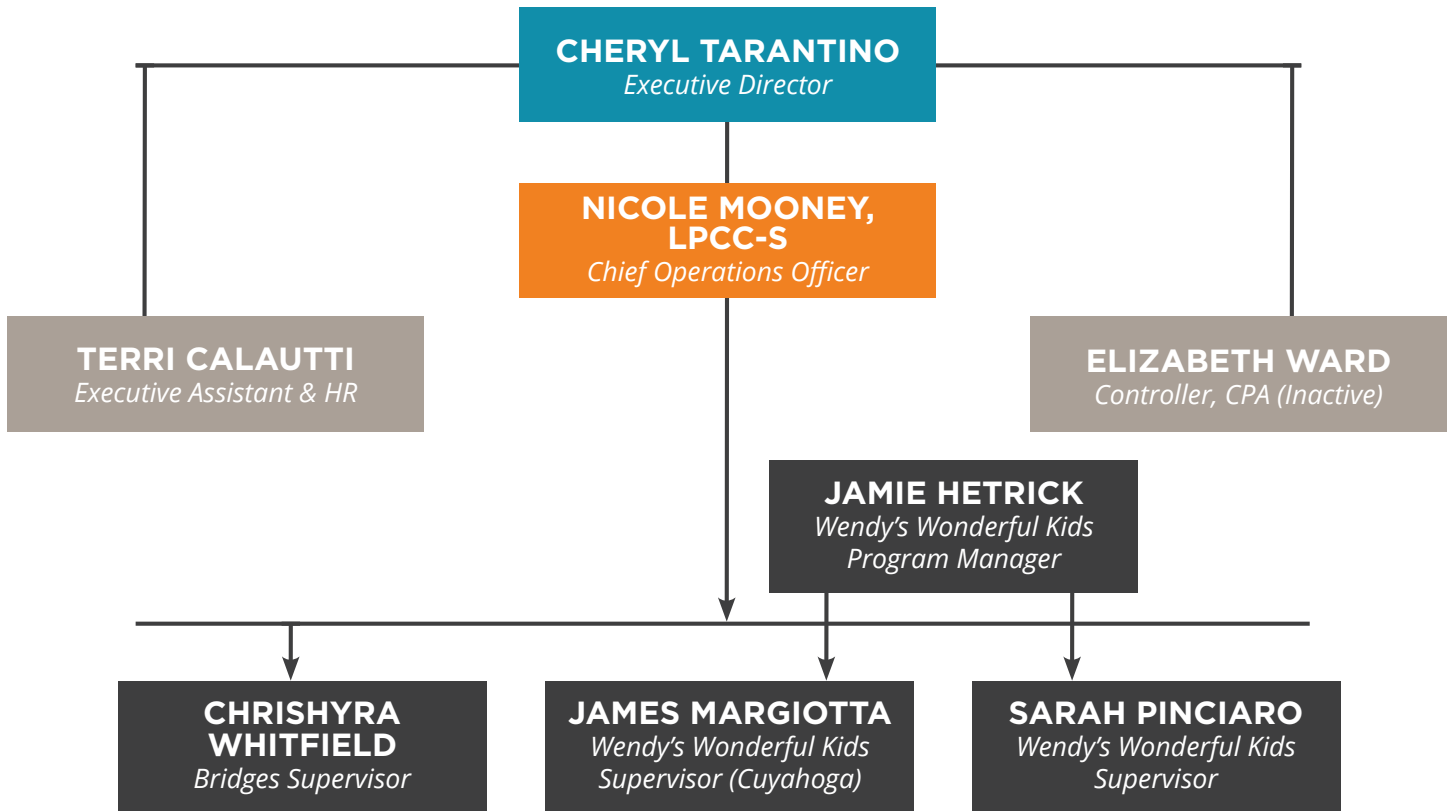 CHERYL TARANTINO
Executive Director
NICOLE MOONEY,
LPCC-S
Chief Operations Officer
TERRI CALAUTTI
Executive Assistant & HR
ELIZABETH WARD
Controller, CPA (Inactive)
JAMIE HETRICK
Wendy’s Wonderful Kids
Program Manager
CHRISHYRA
WHITFIELD
Bridges Supervisor
JAMES MARGIOTTA
Wendy’s Wonderful Kids
Supervisor (Cuyahoga)
SARAH PINCIARO
Wendy’s Wonderful Kids
Supervisor